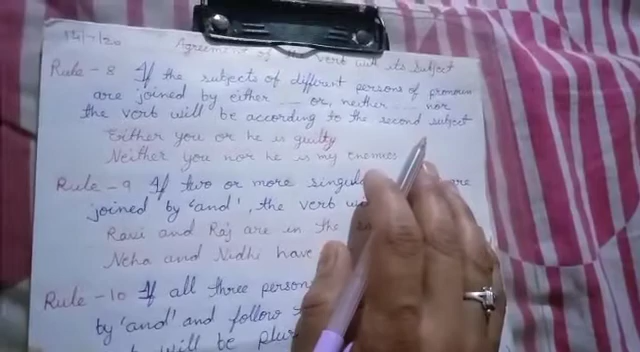 14/7/20
Agreement of the Verb with its Subject
Rule-8 If the subjects of different persons of pronoun
are joined by either __ or, neither __ nor
the verb will be according to the second subject
Either you or he is guilty
Neither you nor he is my enemies
Rule-9 If two or more are
joined by 'and', the verb
Ravi and Raj are in the
Neha and Nidhi have
Rule-10 If all three
by 'and' and follow
will be